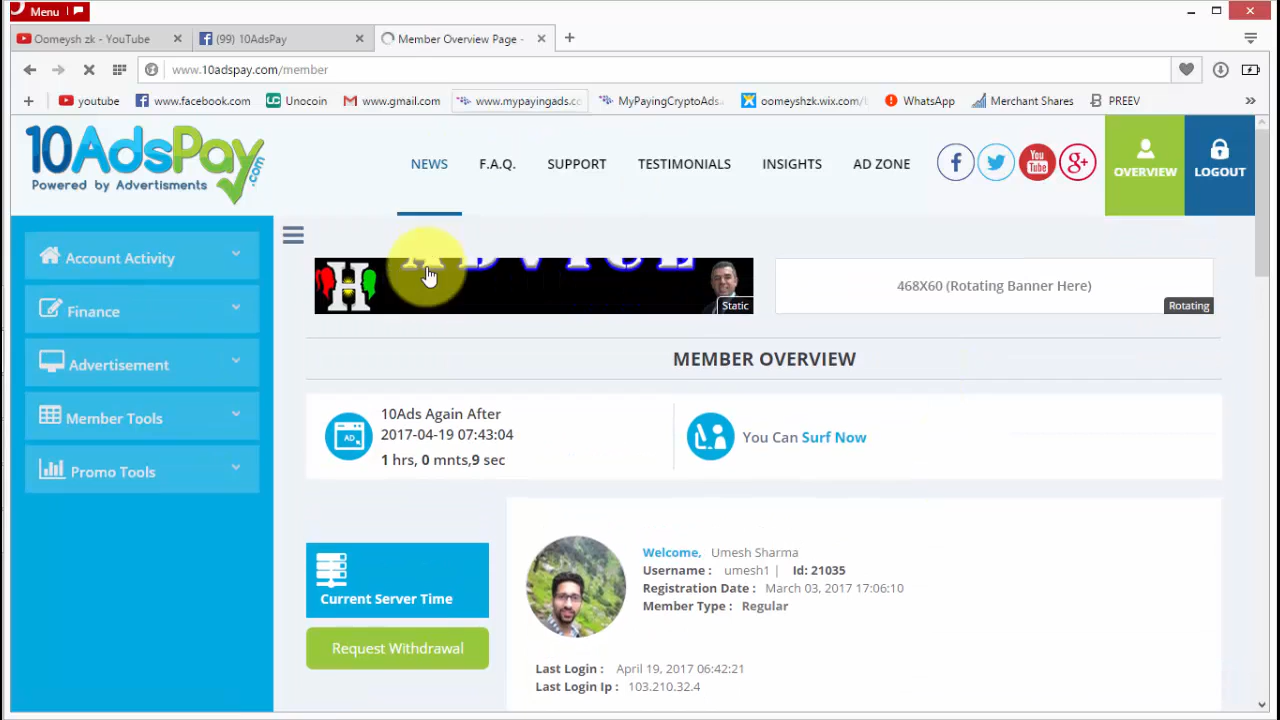 Menu
Oomeysh zk - YouTube
(99) 10AdsPay
Member Overview Page -
www.10adspay.com/member
youtube
www.facebook.com
Unocoin
www.gmail.com
www.mypayingads.cc
MyPayingCryptoAds
oomeyshzk.wix.com/
WhatsApp
Merchant Shares
PREEV
10AdsPay.com
Powered by Advertisments
NEWS
F.A.Q.
SUPPORT
TESTIMONIALS
INSIGHTS
AD ZONE
You Tube
OVERVIEW
LOGOUT
Account Activity
Finance
Advertisement
Member Tools
Promo Tools
H
ADVICE
Static
468X60 (Rotating Banner Here)
Rotating
MEMBER OVERVIEW
AD
10Ads Again After
2017-04-19 07:43:04
1 hrs, 0 mnts,9 sec
You Can Surf Now
Current Server Time
Request Withdrawal
Welcome, Umesh Sharma
Username : umesh1 | Id: 21035
Registration Date : March 03, 2017 17:06:10
Member Type : Regular
Last Login : April 19, 2017 06:42:21
Last Login Ip : 103.210.32.4